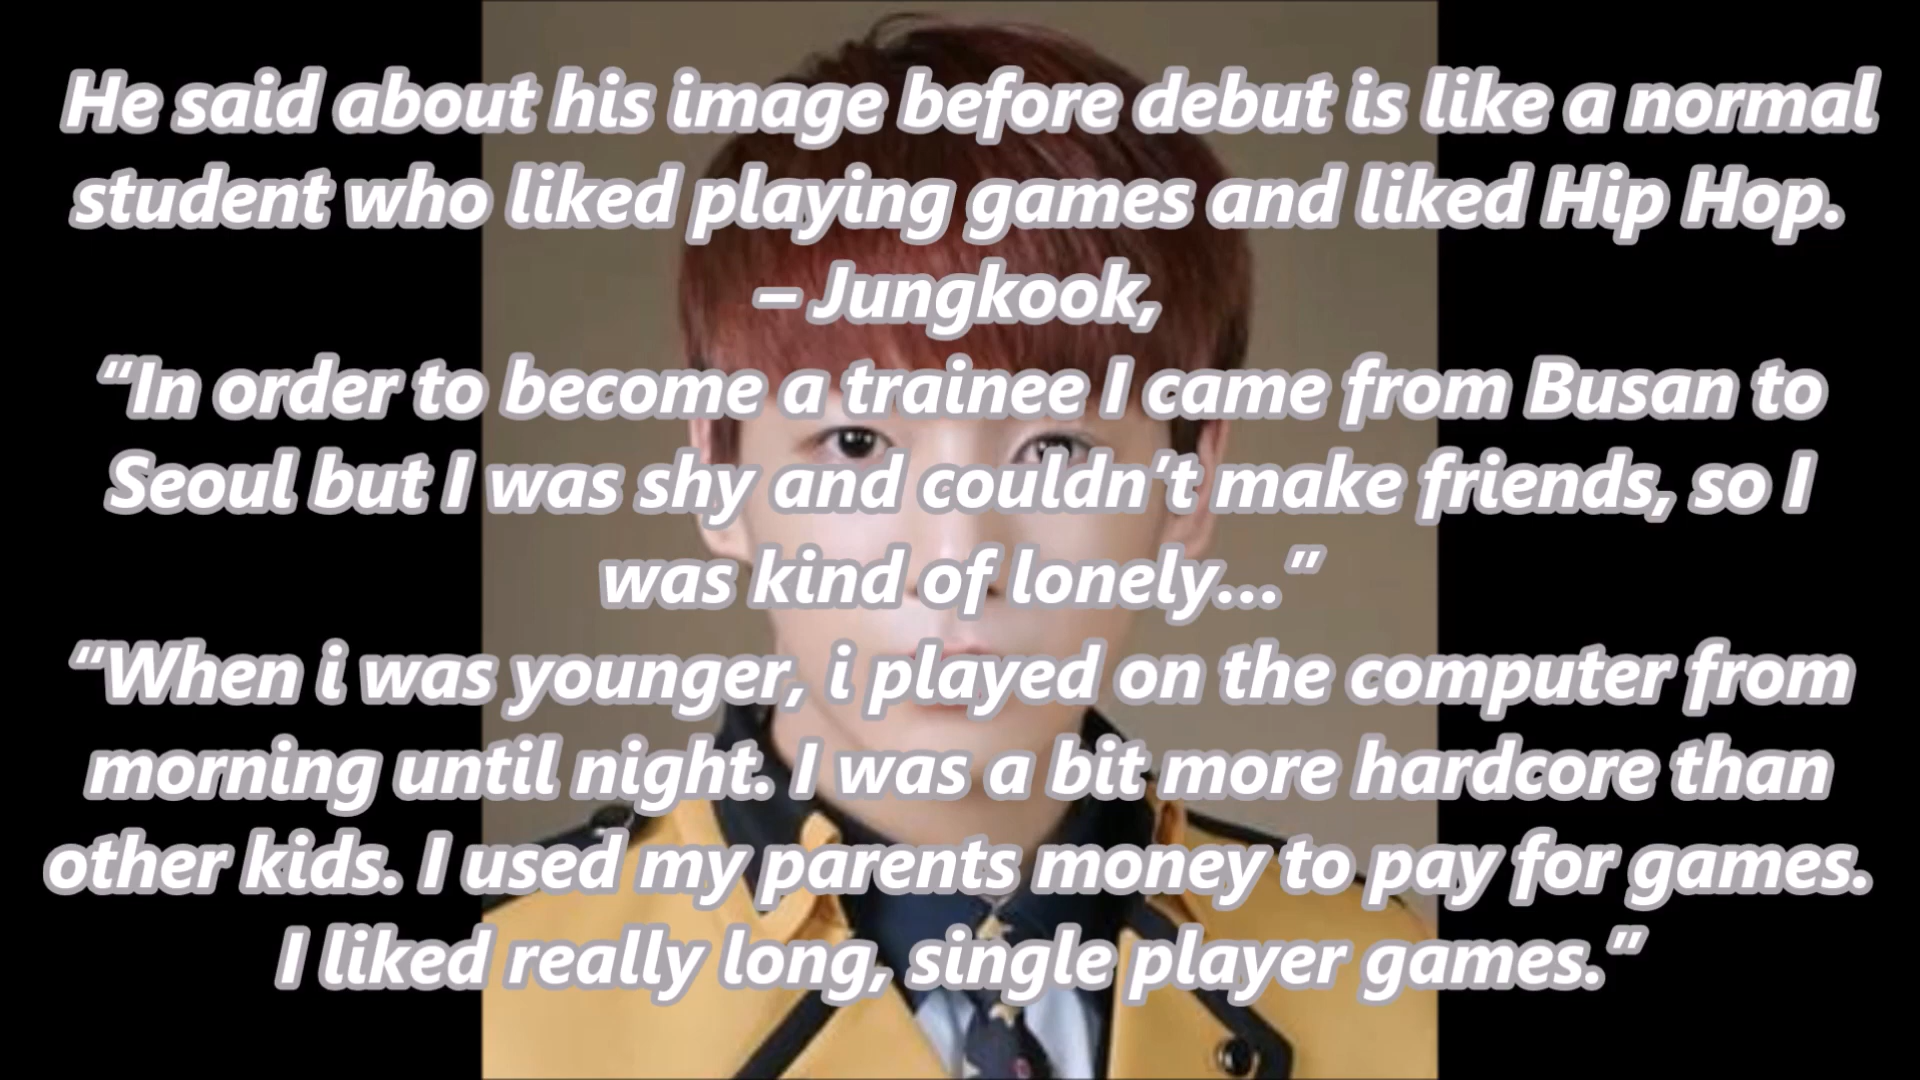 He said about his image before debut is like a normal
student who liked playing games and liked Hip Hop.
– Jungkook,
“In order to become a trainee I came from Busan to
Seoul but I was shy and couldn’t make friends, so I
was kind of lonely…”
“When i was younger, i played on the computer from
morning until night. I was a bit more hardcore than
other kids. I used my parents money to pay for games.
I liked really long, single player games.”